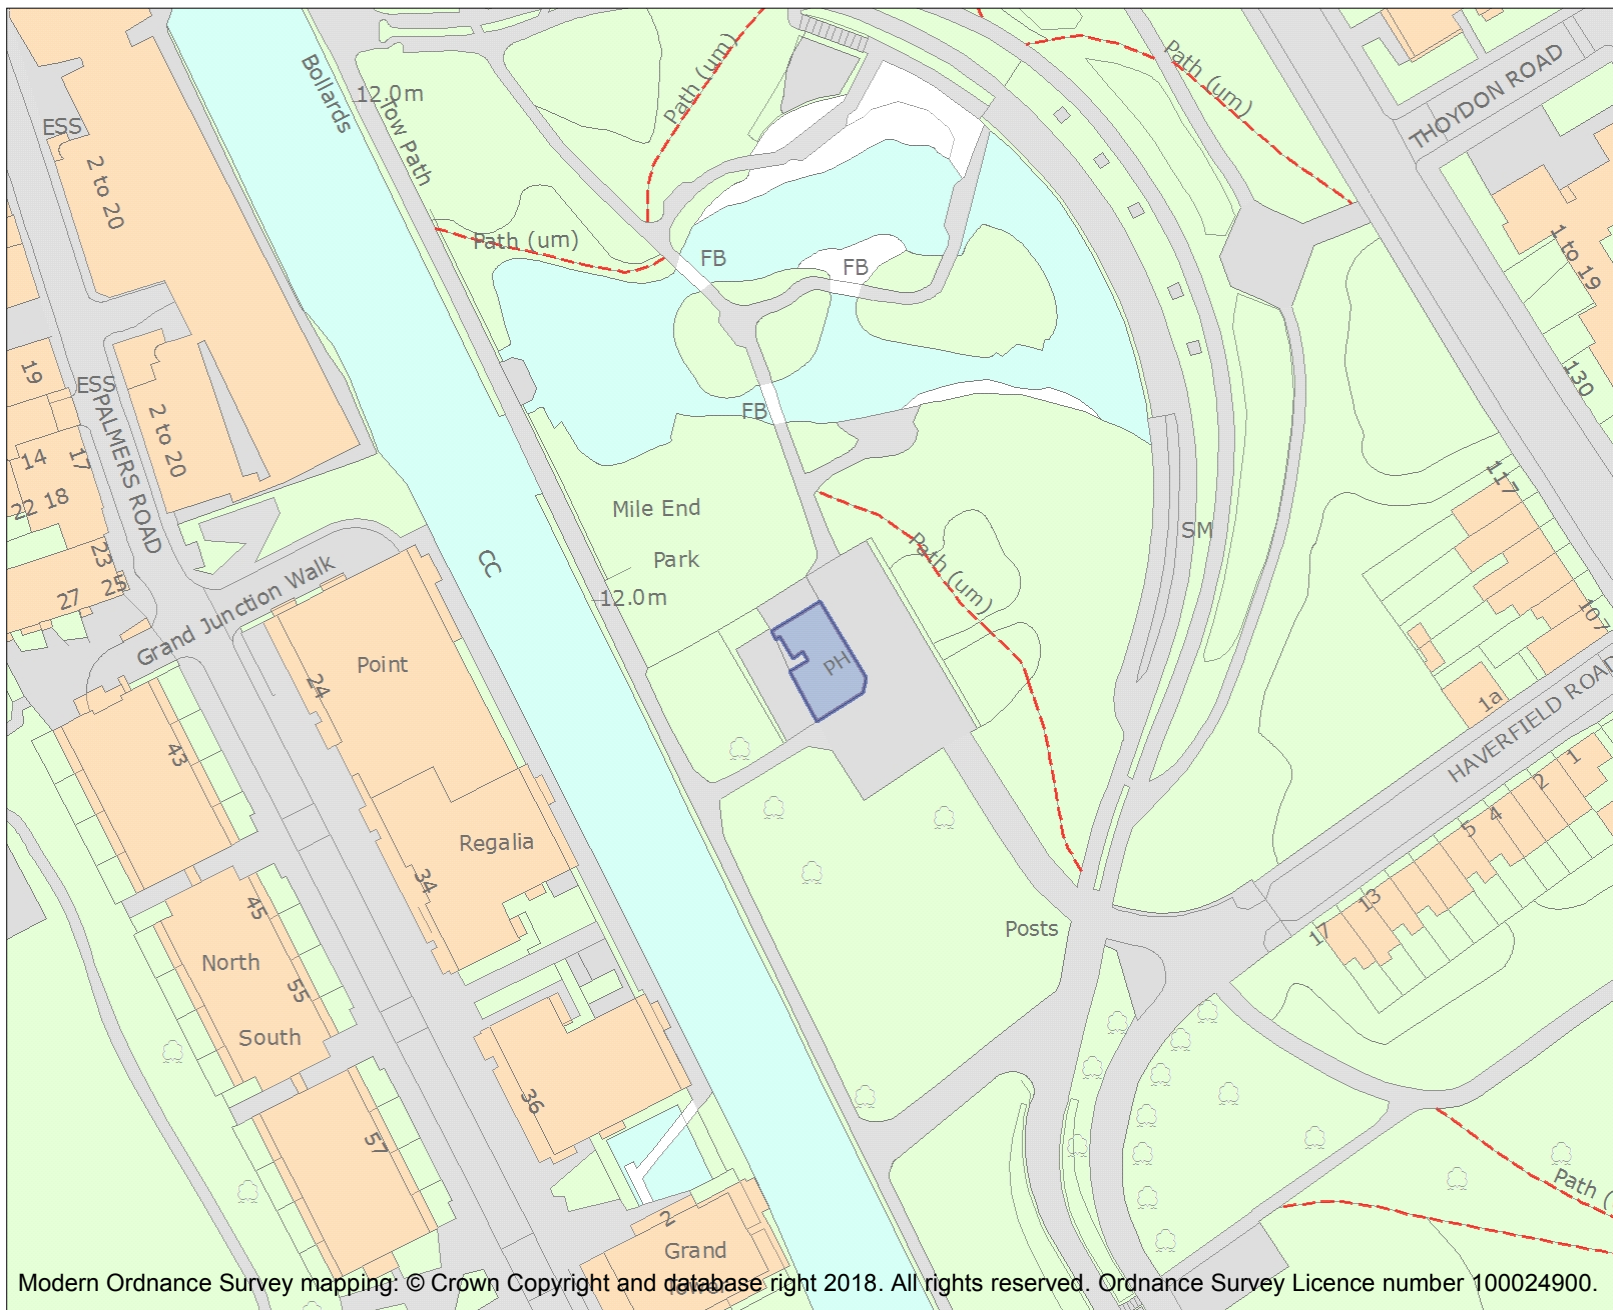 Bollards
12.0m
Tow Path
Path (um)
Path (um)
THOYDON ROAD
ESS
2 to 20
Path (um)
FB
FB
1 to 19
19
ESS
PALMERS ROAD
2 to 20
FB
130
14
17
22
18
Mile End
Park
117
SM
23
25
27
CC
Path (um)
12.0m
Grand Junction Walk
Point
24
PH
107
1a
HAVERFIELD ROAD
43
1
2
4
5
Regalia
34
13
17
45
Posts
North
55
South
36
57
Path (
2
Grand
Tower
Modern Ordnance Survey mapping: © Crown Copyright and database right 2018. All rights reserved. Ordnance Survey Licence number 100024900.